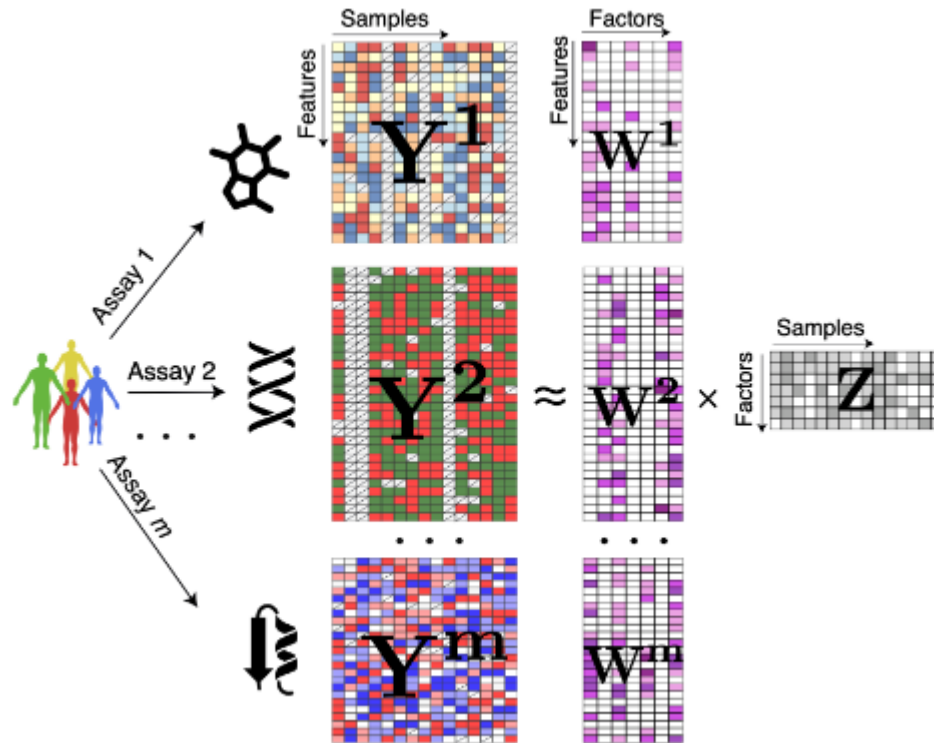 Samples
Factors
Features
Features
Y¹
W¹
Assay 1
Assay 2
. . .
Assay m
Y²
≈
W²
×
Samples
Factors
Z
. . .
. . .
Yᵐ
Wᵐ